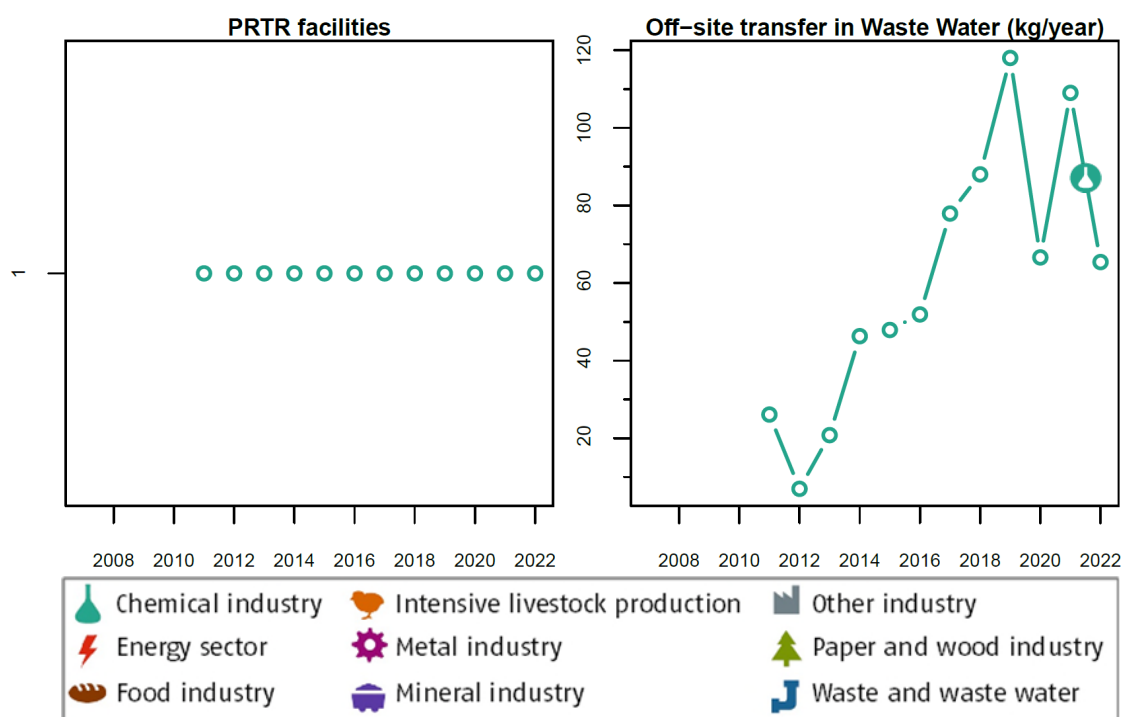 PRTR facilities
1
2008 2010 2012 2014 2016 2018 2020 2022
Off−site transfer in Waste Water (kg/year)
120
100
80
60
40
20
2008 2010 2012 2014 2016 2018 2020 2022
Chemical industry
Intensive livestock production
Other industry
Energy sector
Metal industry
Paper and wood industry
Food industry
Mineral industry
Waste and waste water